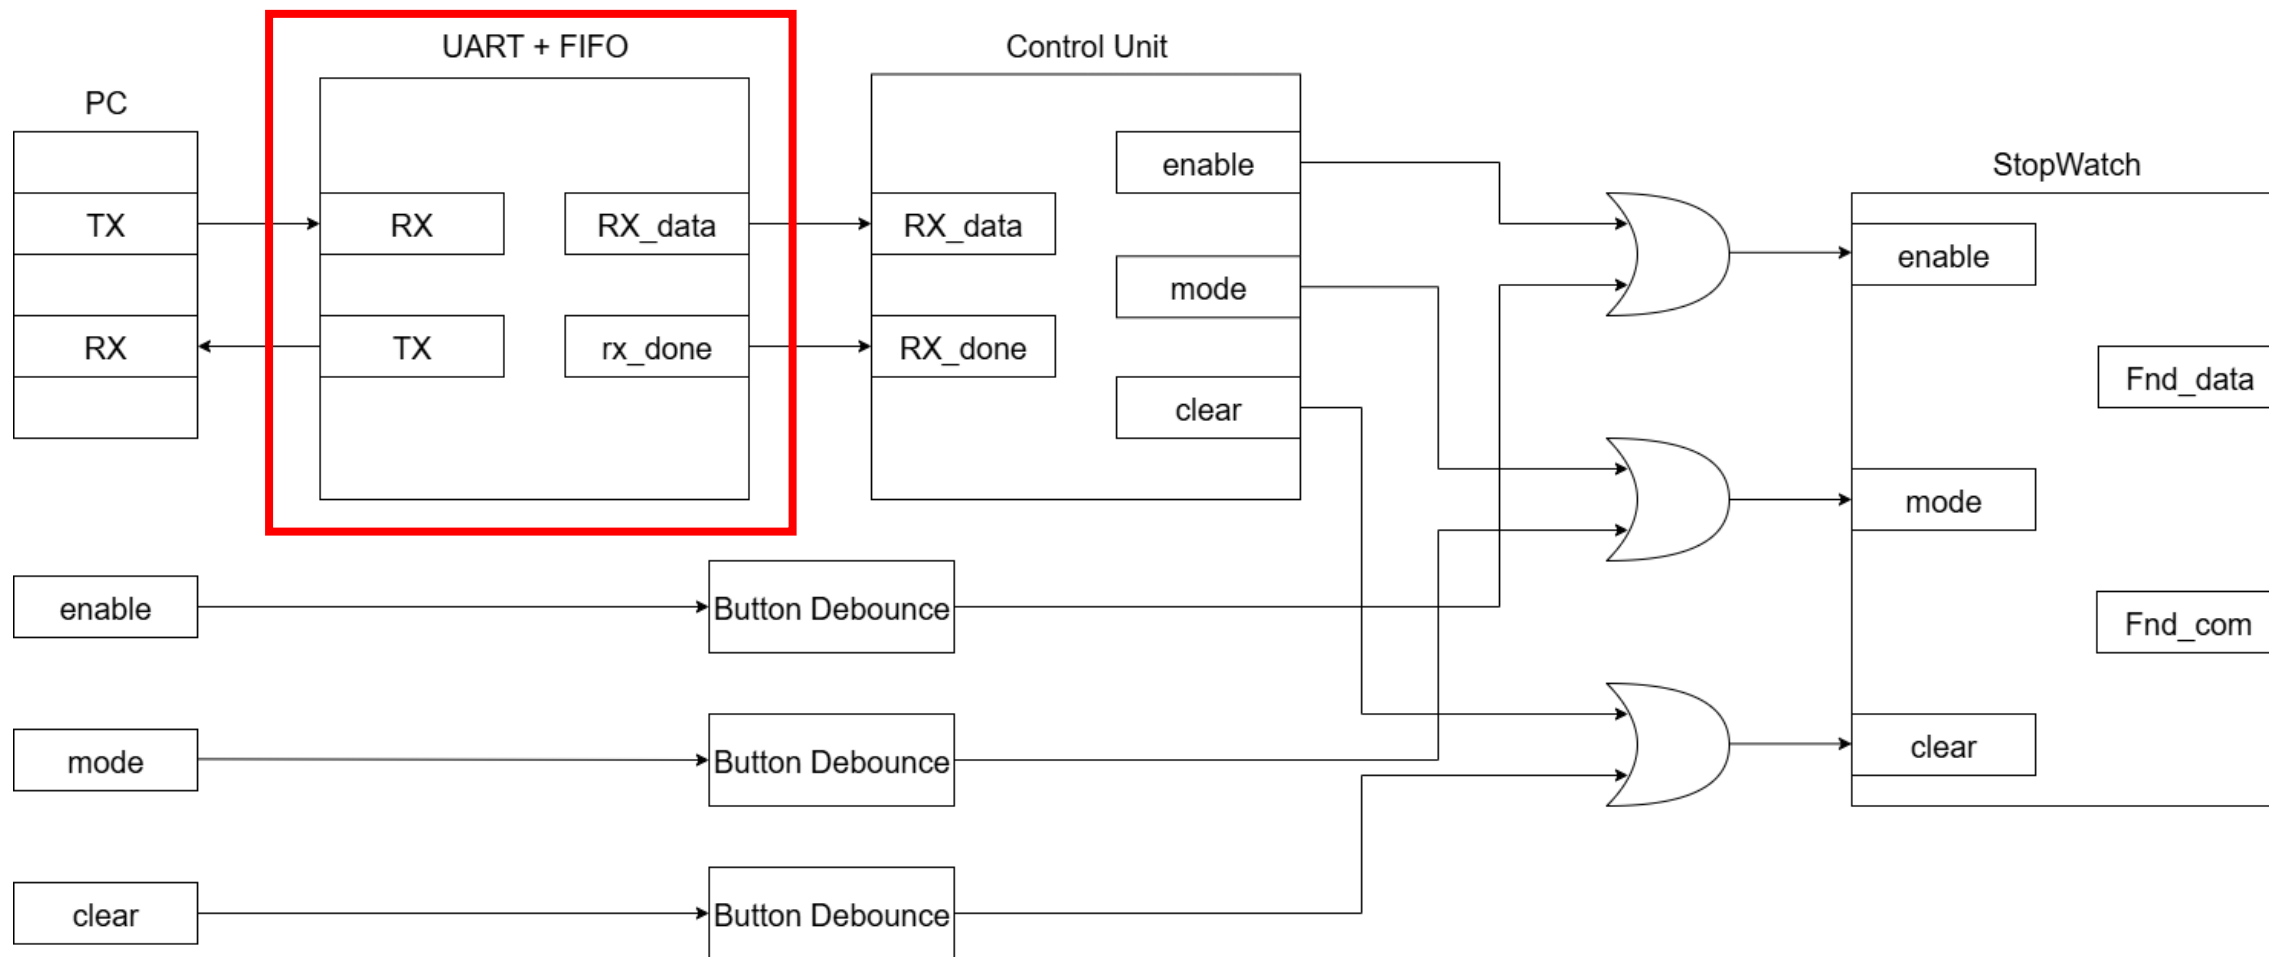 UART + FIFO
Control Unit
PC
enable
StopWatch
TX
RX
RX_data
RX_data
enable
mode
RX
TX
rx_done
RX_done
Fnd_data
clear
mode
enable
Button Debounce
Fnd_com
mode
Button Debounce
clear
clear
Button Debounce